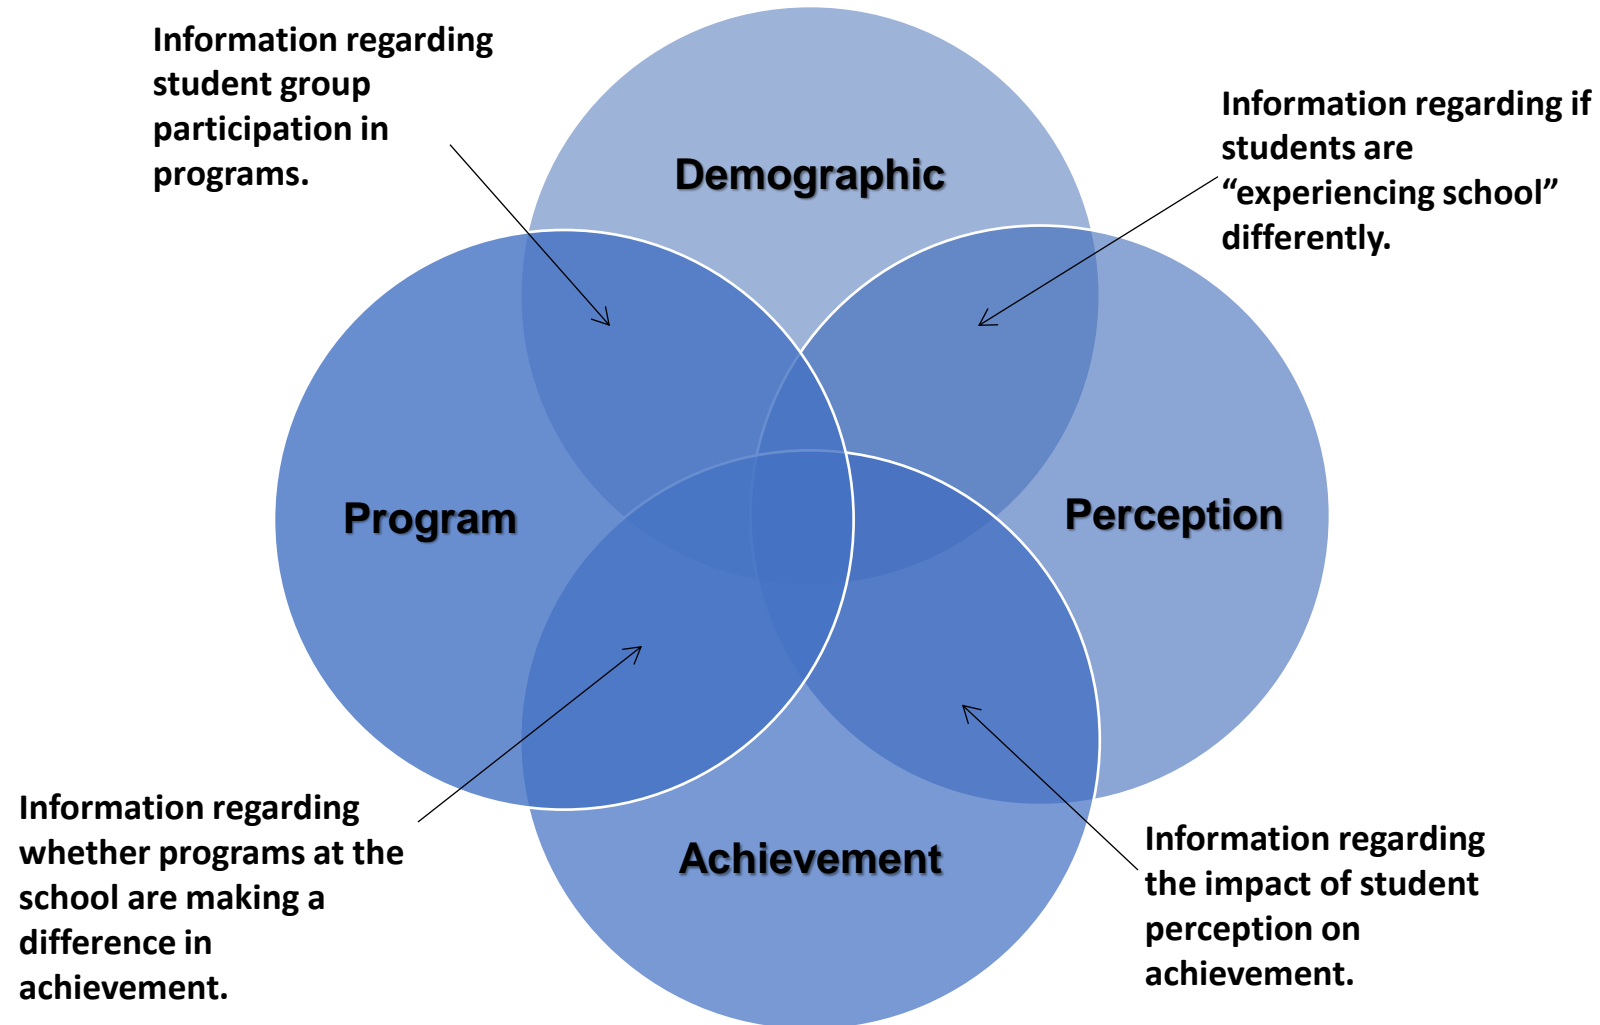 Information regarding
student group
participation in
programs.
Information regarding if
students are
“experiencing school”
differently.
Demographic
Program
Perception
Achievement
Information regarding
whether programs at the
school are making a
difference in
achievement.
Information regarding
the impact of student
perception on
achievement.